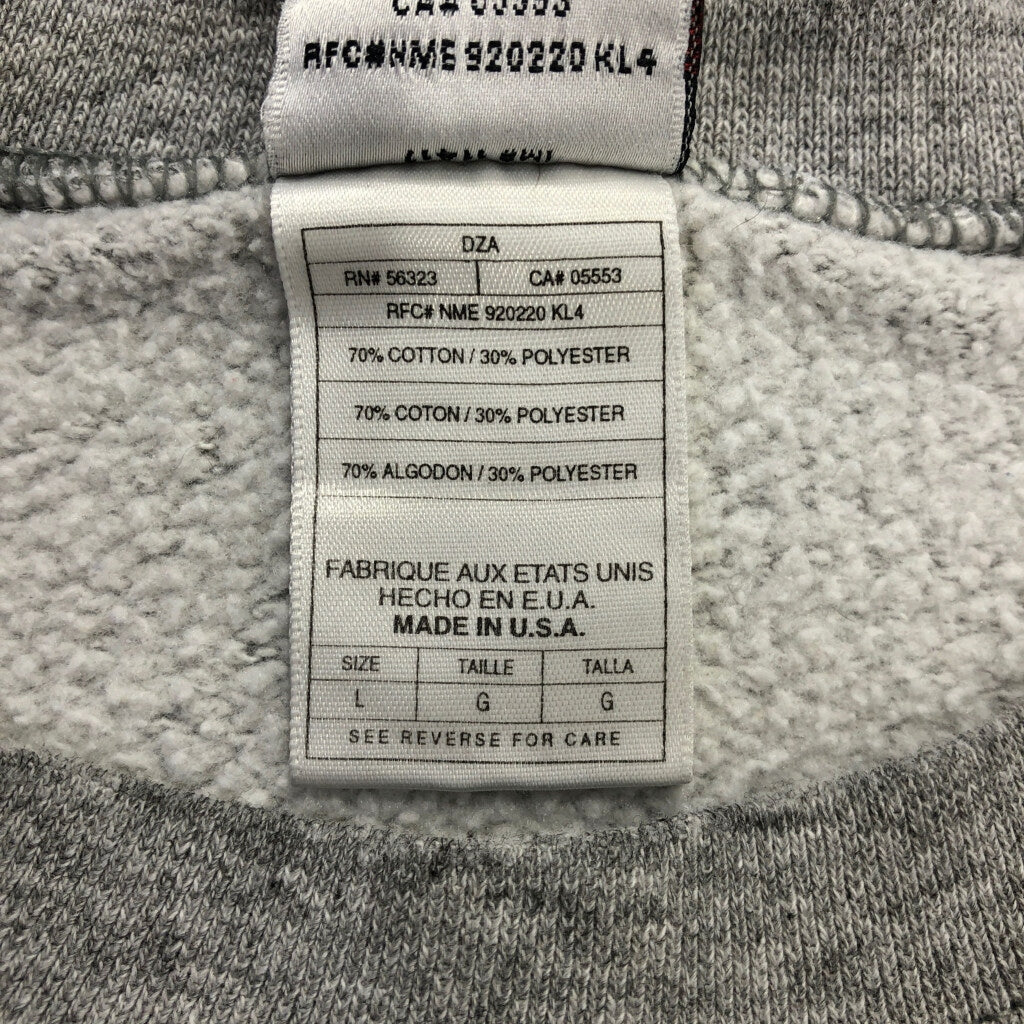 CA# 05553
RFC#NME 920220 KL4
DZA
RN# 56323 CA# 05553
RFC# NME 920220 KL4
70% COTTON / 30% POLYESTER
70% COTON / 30% POLYESTER
70% ALGODON / 30% POLYESTER
FABRIQUE AUX ETATS UNIS
HECHO EN E.U.A.
MADE IN U.S.A.
SIZE TAILLE TALLA
L G G
SEE REVERSE FOR CARE